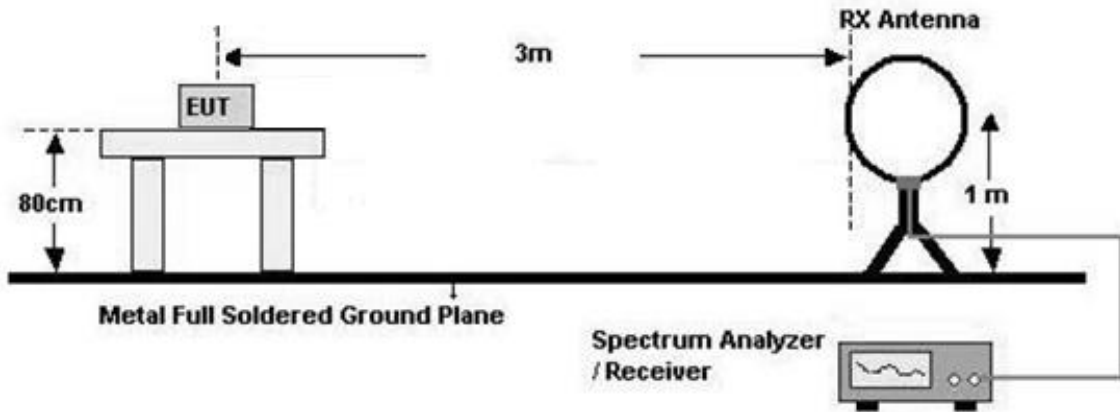 RX Antenna
3m
EUT
80cm
1 m
Metal Full Soldered Ground Plane
Spectrum Analyzer
/ Receiver